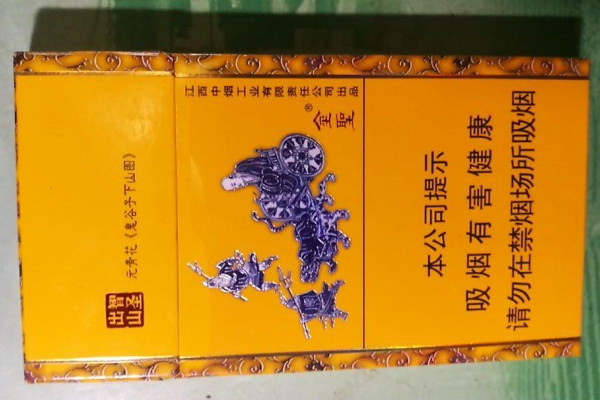 元青花《鬼谷子下山图》
智圣
出山
江西中烟工业有限责任公司出品
金聖®
本公司提示
吸烟有害健康
请勿在禁烟场所吸烟